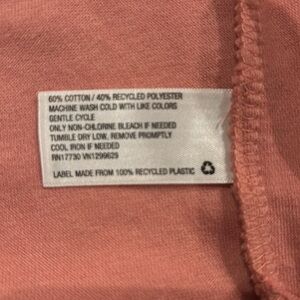 60% COTTON / 40% RECYCLED POLYESTER
MACHINE WASH COLD WITH LIKE COLORS
GENTLE CYCLE
ONLY NON-CHLORINE BLEACH IF NEEDED
TUMBLE DRY LOW, REMOVE PROMPTLY
COOL IRON IF NEEDED
RN17730 VN1299629
LABEL MADE FROM 100% RECYCLED PLASTIC